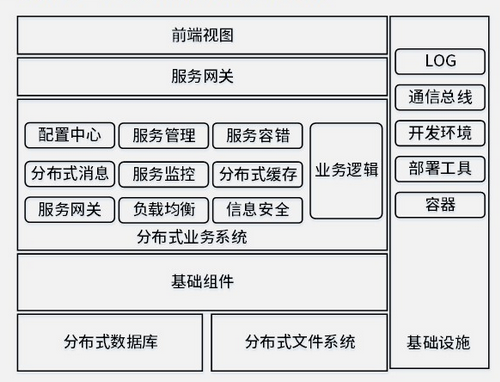 前端视图
服务网关
配置中心
服务管理
服务容错
分布式消息
服务监控
分布式缓存
服务网关
负载均衡
信息安全
业务逻辑
分布式业务系统
基础组件
分布式数据库
分布式文件系统
LOG
通信总线
开发环境
部署工具
容器
基础设施